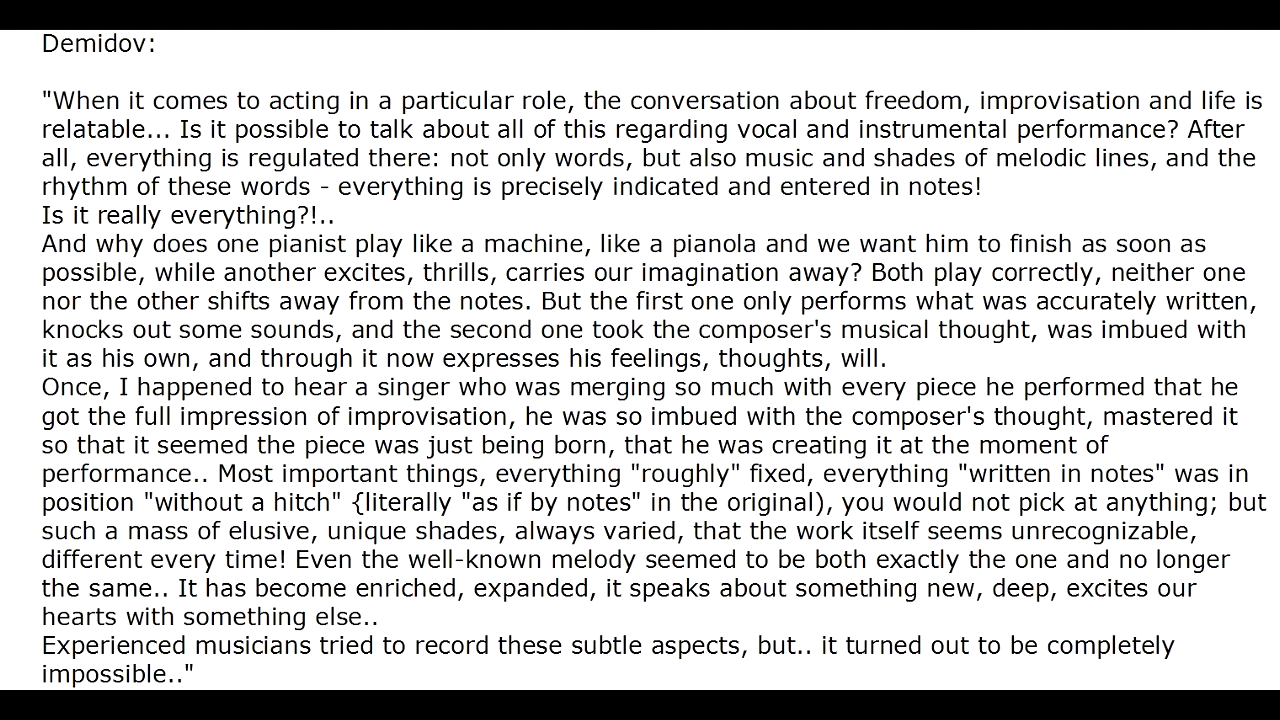 Demidov:
"When it comes to acting in a particular role, the conversation about freedom, improvisation and life is
relatable... Is it possible to talk about all of this regarding vocal and instrumental performance? After
all, everything is regulated there: not only words, but also music and shades of melodic lines, and the
rhythm of these words - everything is precisely indicated and entered in notes!
Is it really everything?!..
And why does one pianist play like a machine, like a pianola and we want him to finish as soon as
possible, while another excites, thrills, carries our imagination away? Both play correctly, neither one
nor the other shifts away from the notes. But the first one only performs what was accurately written,
knocks out some sounds, and the second one took the composer's musical thought, was imbued with
it as his own, and through it now expresses his feelings, thoughts, will.
Once, I happened to hear a singer who was merging so much with every piece he performed that he
got the full impression of improvisation, he was so imbued with the composer's thought, mastered it
so that it seemed the piece was just being born, that he was creating it at the moment of
performance.. Most important things, everything "roughly" fixed, everything "written in notes" was in
position "without a hitch" {literally "as if by notes" in the original), you would not pick at anything; but
such a mass of elusive, unique shades, always varied, that the work itself seems unrecognizable,
different every time! Even the well-known melody seemed to be both exactly the one and no longer
the same.. It has become enriched, expanded, it speaks about something new, deep, excites our
hearts with something else..
Experienced musicians tried to record these subtle aspects, but.. it turned out to be completely
impossible.."